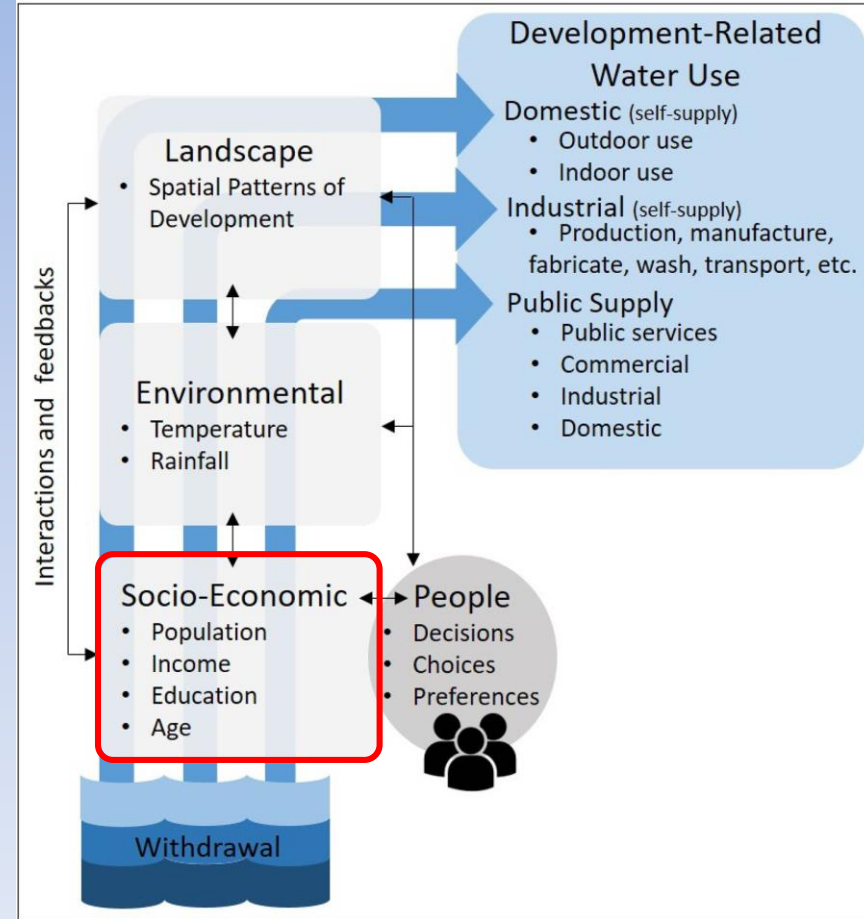 Development-Related
Water Use
Domestic (self-supply)
• Outdoor use
• Indoor use
Industrial (self-supply)
• Production, manufacture,
fabricate, wash, transport, etc.
Public Supply
• Public services
• Commercial
• Industrial
• Domestic
Landscape
• Spatial Patterns of
Development
Environmental
• Temperature
• Rainfall
Interactions and feedbacks
Socio-Economic
• Population
• Income
• Education
• Age
People
• Decisions
• Choices
• Preferences
Withdrawal